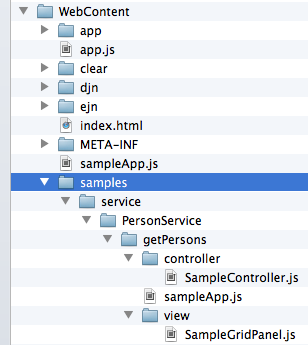 WebContent
app
app.js
clear
djn
ejn
index.html
META-INF
sampleApp.js
samples
service
PersonService
getPersons
controller
SampleController.js
sampleApp.js
view
SampleGridPanel.js